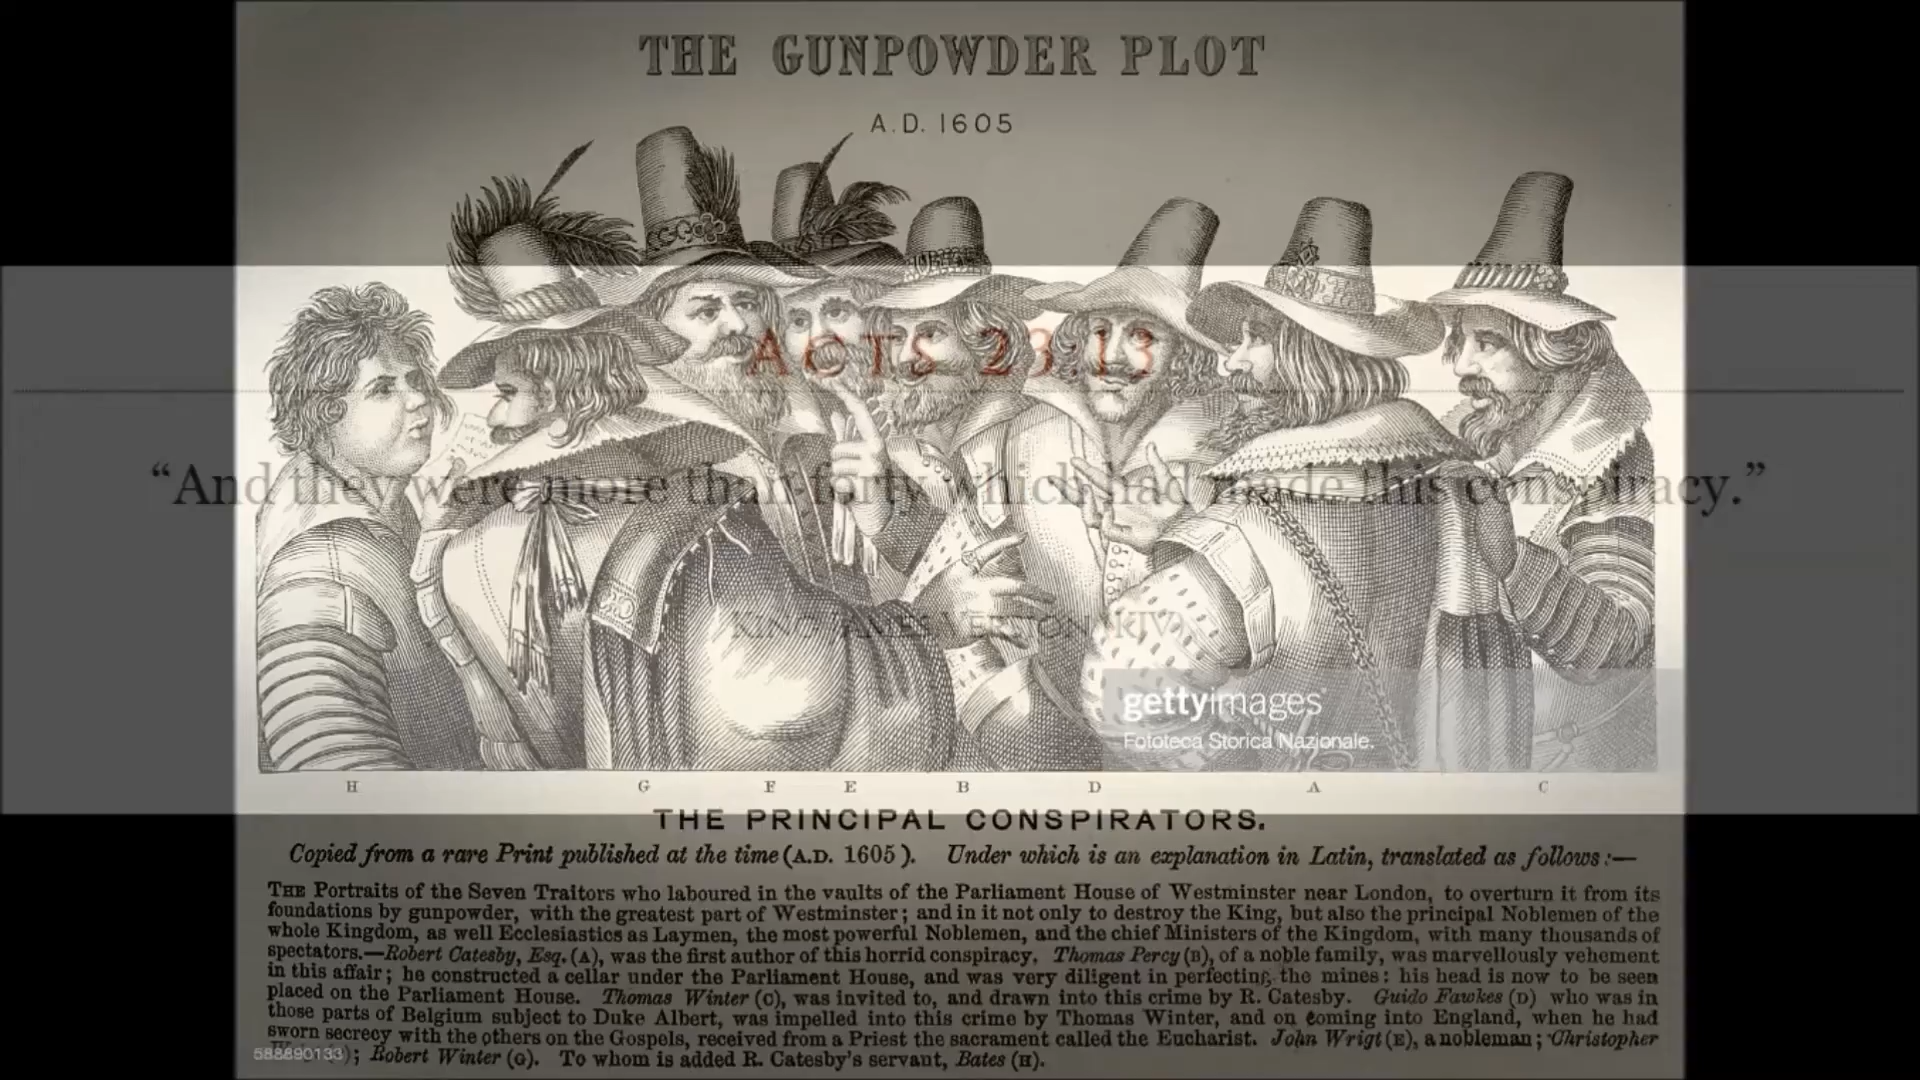 THE GUNPOWDER PLOT
A.D. 1605
ACTS 23:13
“And they were more than forty which had made this conspiracy.”
KING JAMES VERSION (KJV)
gettyimages
Fototeca Storica Nazionale.
H G F E B D A C
THE PRINCIPAL CONSPIRATORS.
Copied from a rare Print published at the time (A.D. 1605). Under which is an explanation in Latin, translated as follows:—
THE Portraits of the Seven Traitors who laboured in the vaults of the Parliament House of Westminster near London, to overturn it from its
foundations by gunpowder, with the greatest part of Westminster; and in it not only to destroy the King, but also the principal Noblemen of the
whole Kingdom, as well Ecclesiastics as Laymen, the most powerful Noblemen, and the chief Ministers of the Kingdom, with many thousands of
spectators.—Robert Catesby, Esq. (A), was the first author of this horrid conspiracy. Thomas Percy (B), of a noble family, was marvellously vehement
in this affair; he constructed a cellar under the Parliament House, and was very diligent in perfecting the mines: his head is now to be seen
placed on the Parliament House. Thomas Winter (C), was invited to, and drawn into this crime by R. Catesby. Guido Fawkes (D) who was in
those parts of Belgium subject to Duke Albert, was impelled into this crime by Thomas Winter, and on coming into England, when he had
sworn secrecy with the others on the Gospels, received from a Priest the sacrament called the Eucharist. John Wrigt (E), a nobleman; Christopher
; Robert Winter (G). To whom is added R. Catesby's servant, Bates (H).
588890133